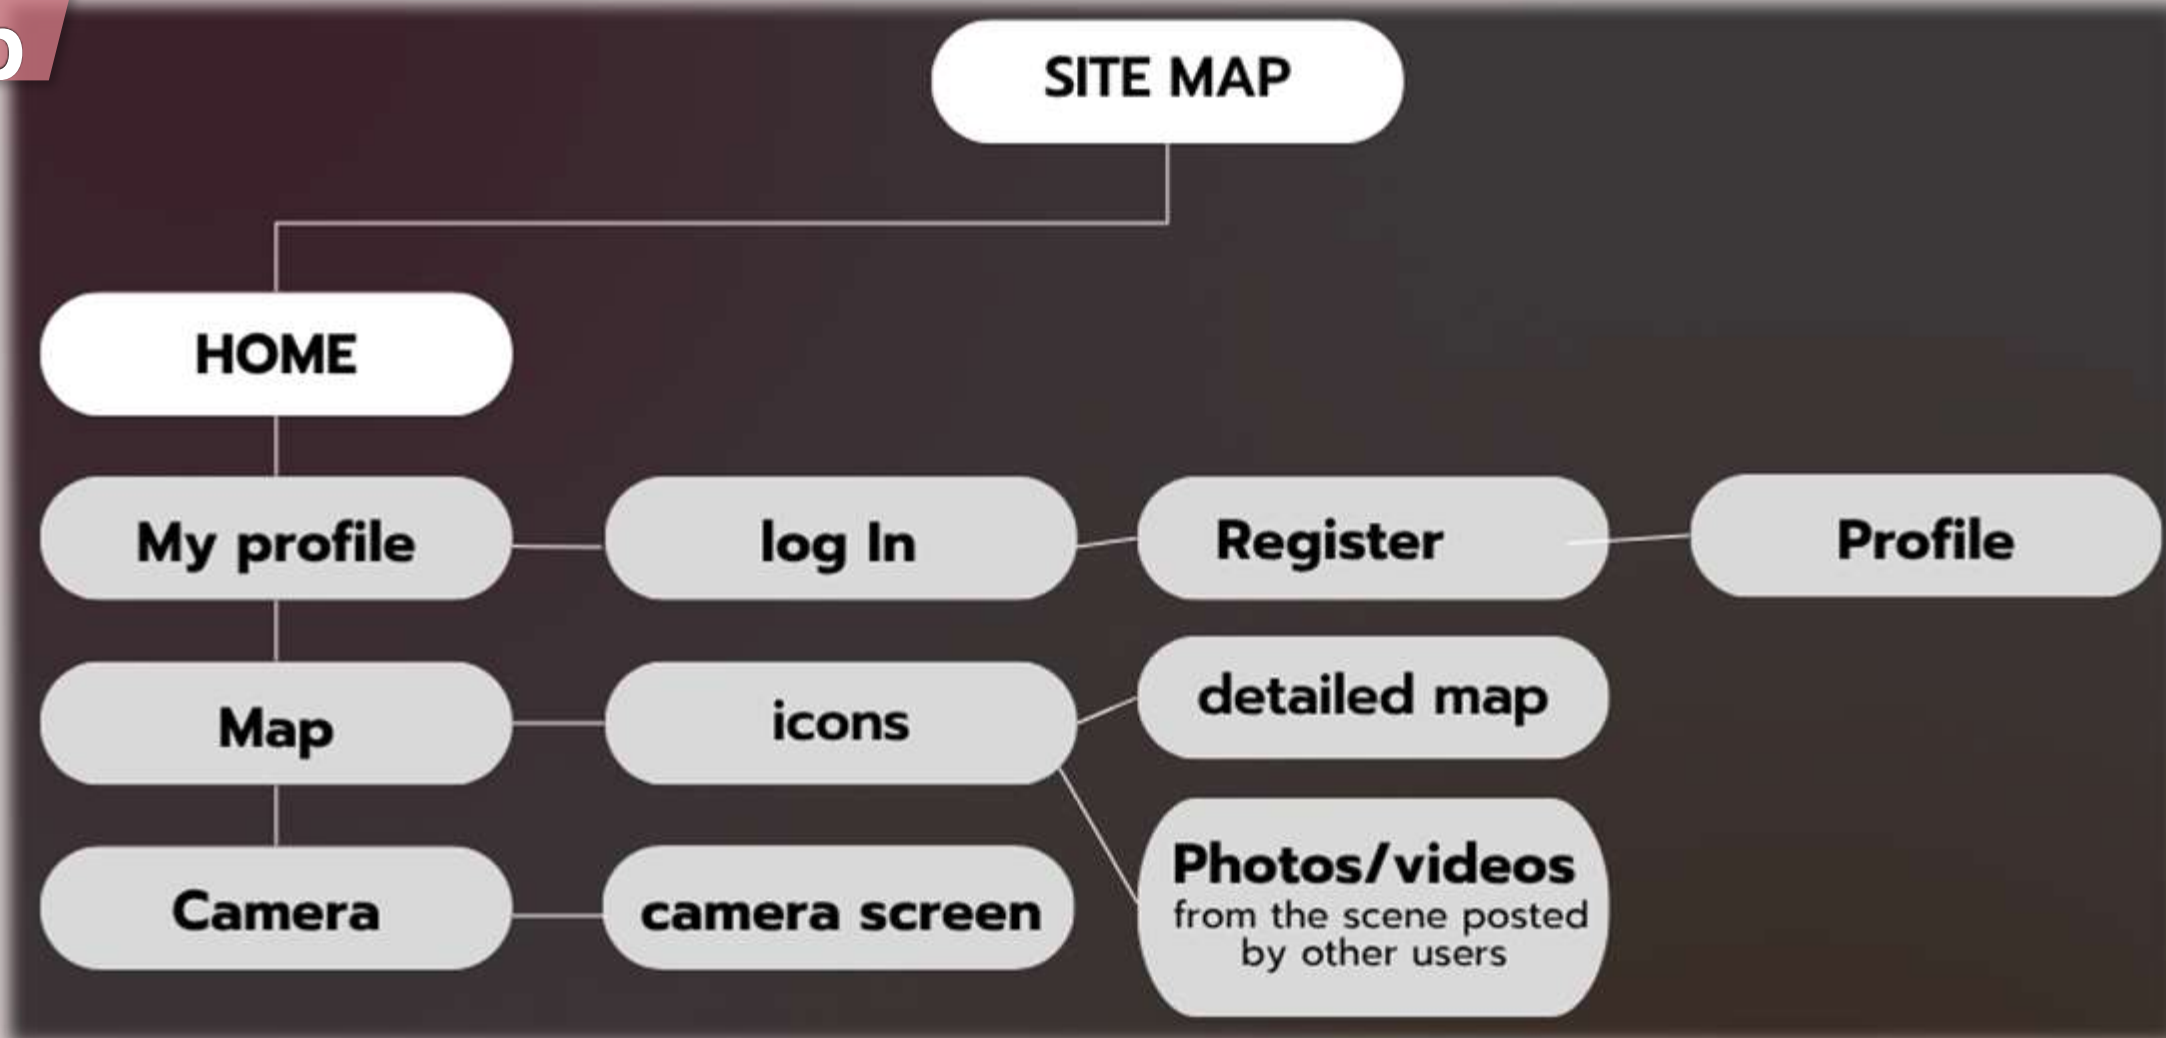 SITE MAP
HOME
My profile
log In
Register
Profile
Map
icons
detailed map
Camera
camera screen
Photos/videos
from the scene posted
by other users